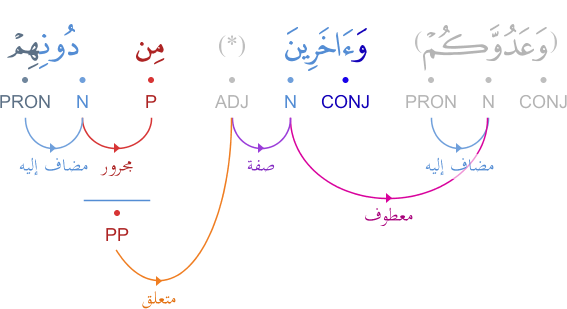 (وَعَدُوَّكُمْ) وَءَاخَرِينَ (*) مِن دُونِهِمْ
CONJ N PRON CONJ N ADJ P N PRON
مضاف إليه صفة مجرور مضاف إليه
معطوف
PP
متعلق